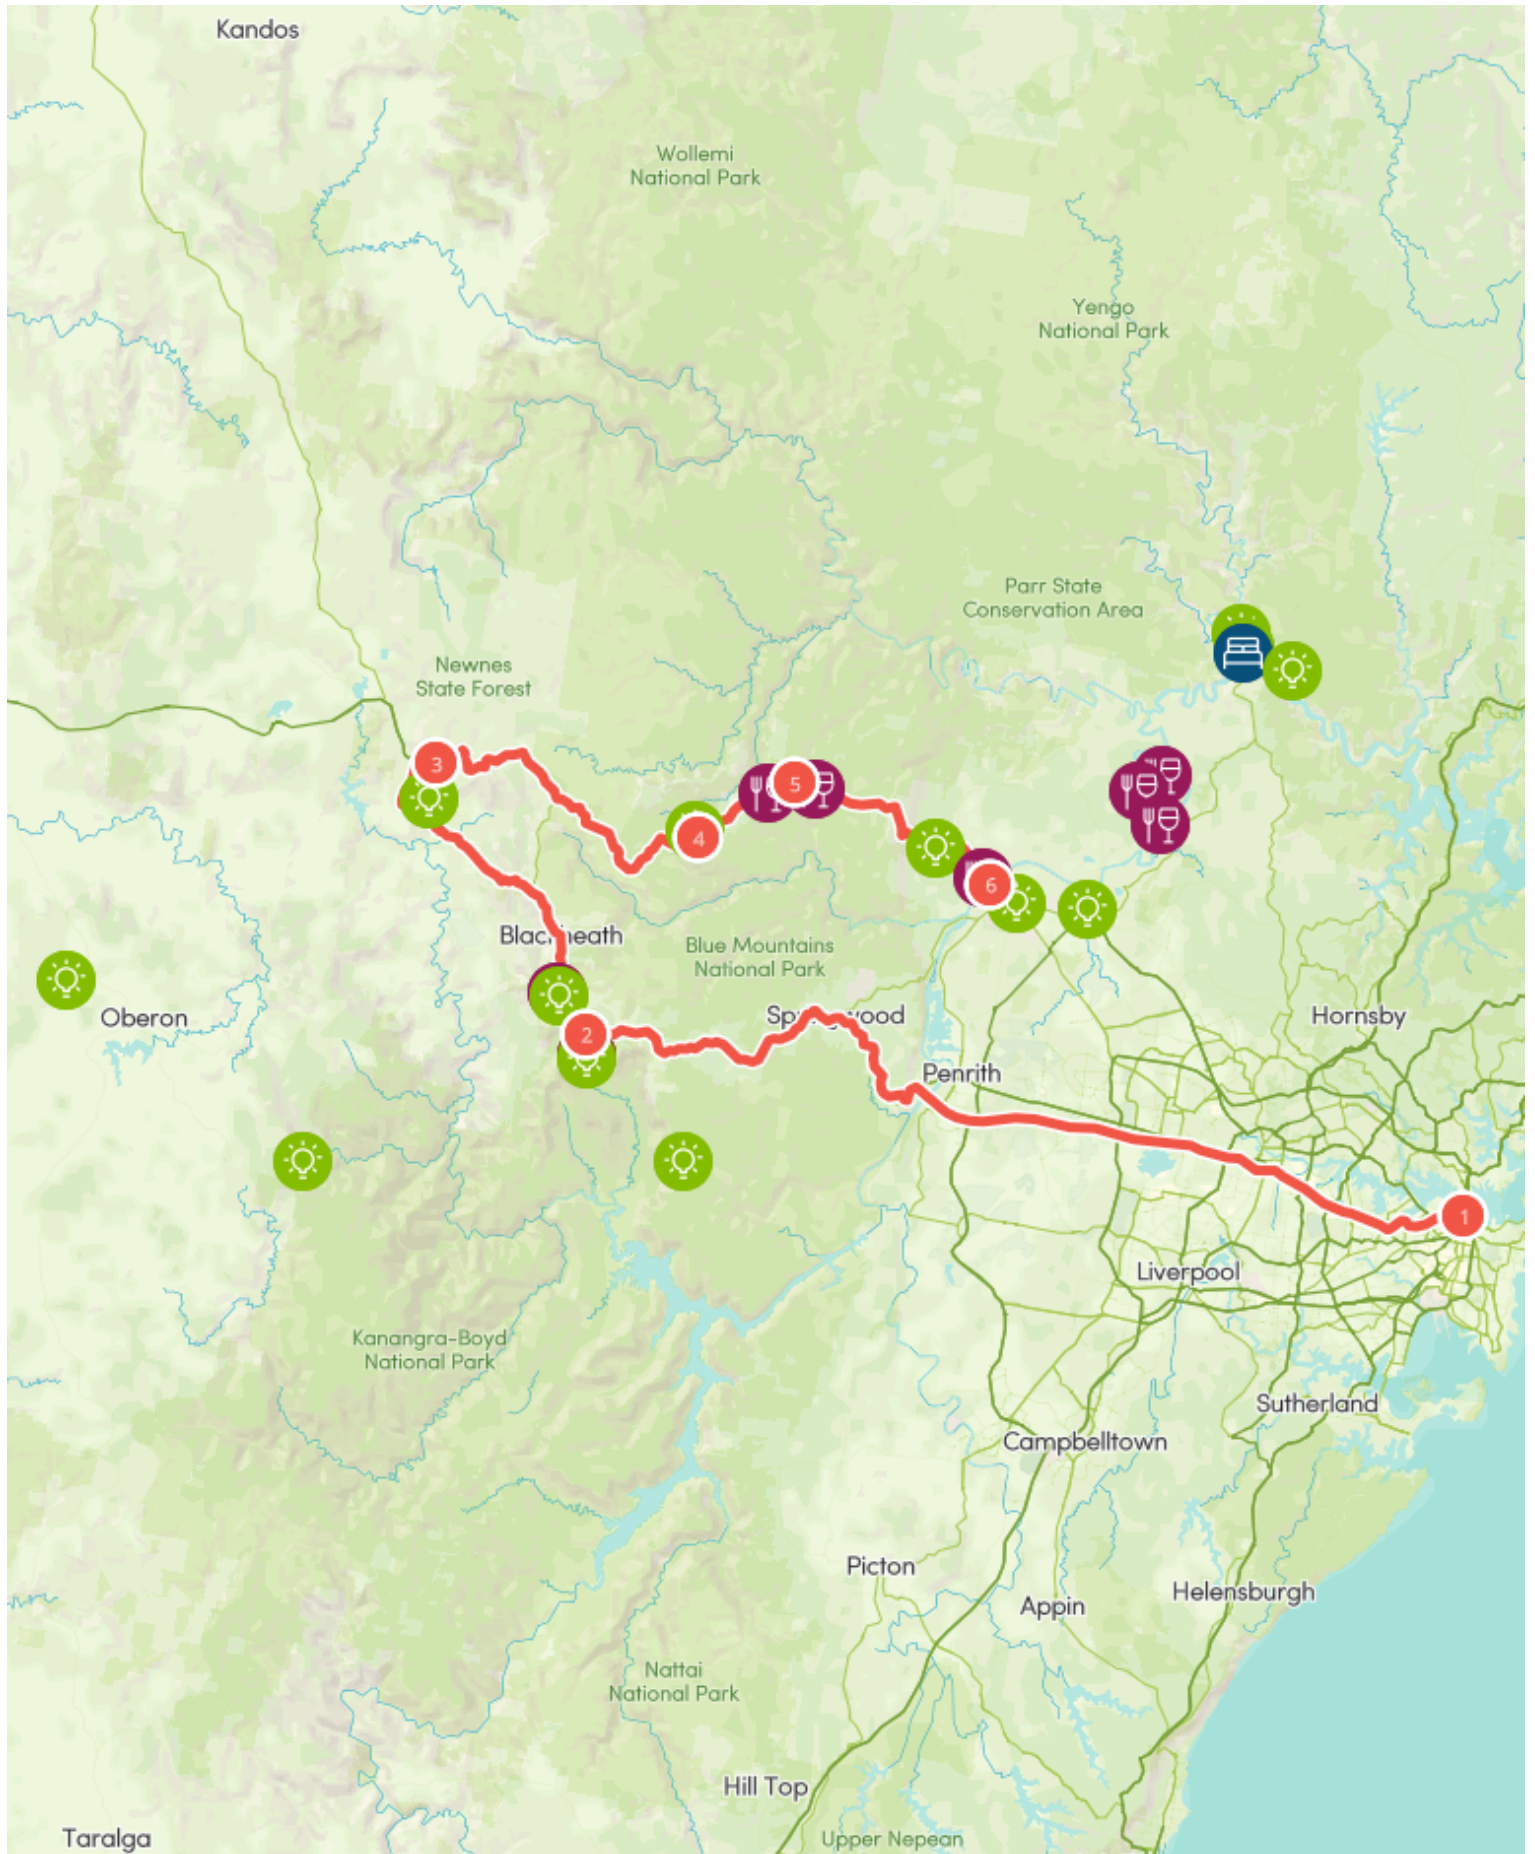 Kandos
Wollemi
National Park
Yengo
National Park
Parr State
Conservation Area
Newnes
State Forest
3
5
4
6
Blackheath
Blue Mountains
National Park
Oberon
Springwood
Hornsby
2
Penrith
1
Liverpool
Kanangra-Boyd
National Park
Sutherland
Campbelltown
Picton
Appin
Helensburgh
Nattai
National Park
Hill Top
Taralga
Upper Nepean